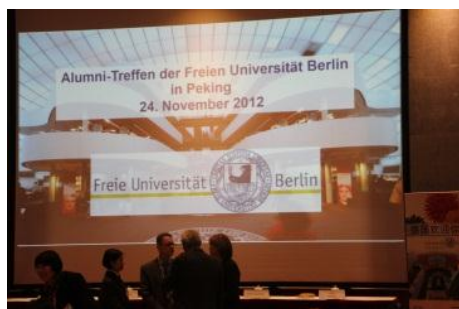 Alumni-Treffen der Freien Universität Berlin
in Peking
24. November 2012
Freie Universität Berlin